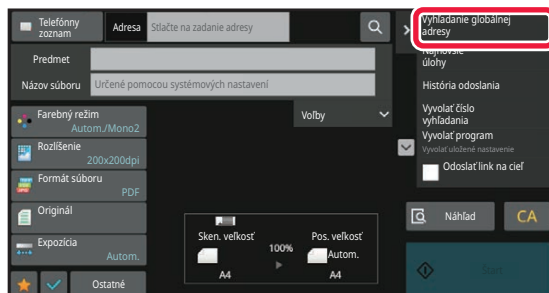 Telefónny
zoznam
Adresa
Stlačte na zadanie adresy
Predmet
Názov súboru
Určené pomocou systémových nastavení
Farebný režim
Autom./Mono2
Rozlíšenie
200x200dpi
Formát súboru
PDF
Originál
Expozícia
Autom.
Ostatné
Voľby
Sken. veľkosť
A4
100%
Pos. veľkosť
Autom.
A4
Vyhľadanie globálnej
adresy
Najnovšie
úlohy
História odoslania
Vyvolať číslo
vyhľadania
Vyvolať program
Vyvolať uložené nastavenie
Odoslať link na cieľ
Náhľad
CA
Štart